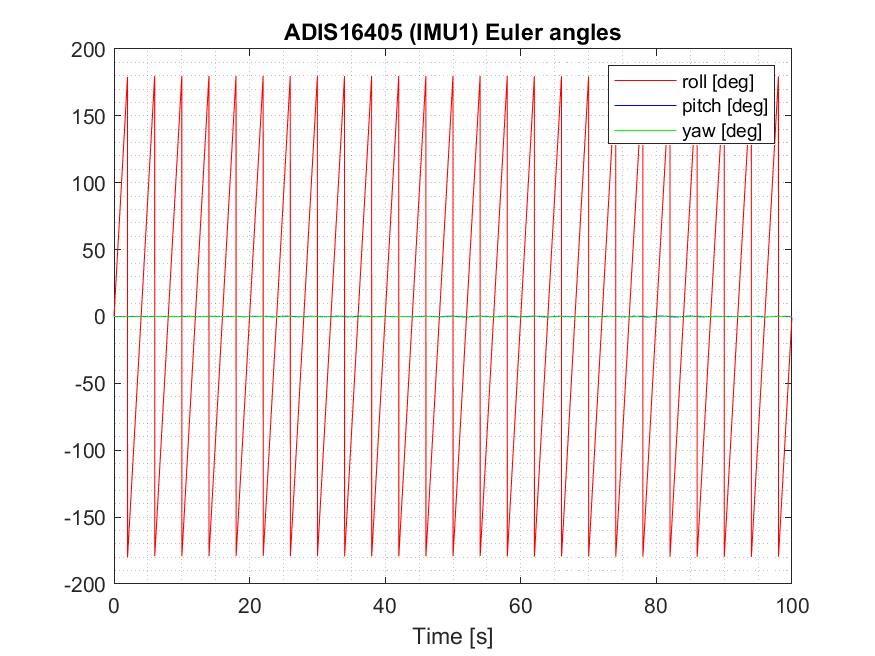 ADIS16405 (IMU1) Euler angles
200
150
100
50
0
-50
-100
-150
-200
roll [deg]
pitch [deg]
yaw [deg]
0 20 40 60 80 100
Time [s]